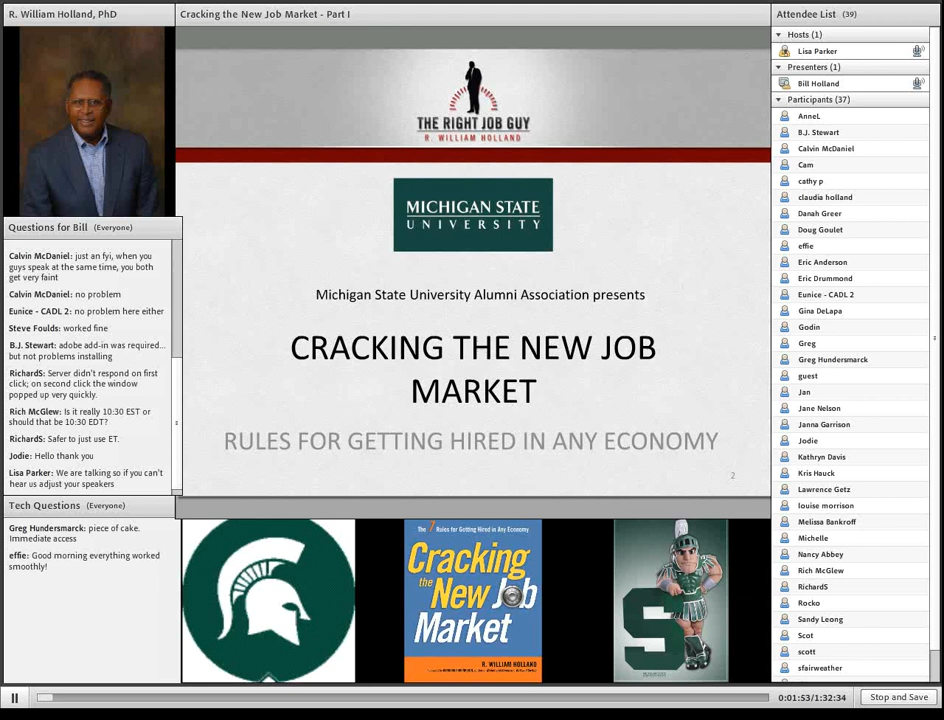 R. William Holland, PhD
Cracking the New Job Market - Part I
Attendee List (39)
Hosts (1)
Lisa Parker
Presenters (1)
Bill Holland
Participants (37)
AnneL
B.J. Stewart
Calvin McDaniel
Cam
cathy p
claudia holland
Danah Greer
Doug Goulet
effie
Eric Anderson
Eric Drummond
Eunice - CADL 2
Gina DeLapa
Godin
Greg
Greg Hundersmarck
guest
Jan
Jane Nelson
Janna Garrison
Jodie
Kathryn Davis
Kris Hauck
Lawrence Getz
louise morrison
Melissa Bankroff
Michelle
Nancy Abbey
Rich McGlew
RichardS
Rocko
Sandy Leong
Scot
scott
sfairweather
THE RIGHT JOB GUY
R. WILLIAM HOLLAND
MICHIGAN STATE
UNIVERSITY
Michigan State University Alumni Association presents
CRACKING THE NEW JOB
MARKET
RULES FOR GETTING HIRED IN ANY ECONOMY
2
Questions for Bill (Everyone)
Calvin McDaniel: just an fyi, when you
guys speak at the same time, you both
get very faint
Calvin McDaniel: no problem
Eunice - CADL 2: no problem here either
Steve Foulds: worked fine
B.J. Stewart: adobe add-in was required...
but not problems installing
RichardS: Server didn't respond on first
click; on second click the window
popped up very quickly.
Rich McGlew: Is it really 10:30 EST or
should that be 10:30 EDT?
RichardS: Safer to just use ET.
Jodie: Hello thank you
Lisa Parker: We are talking so if you can't
hear us adjust your speakers
Tech Questions (Everyone)
Greg Hundersmarck: piece of cake.
Immediate access
effie: Good morning everything worked
smoothly!
The 7 Rules for Getting Hired in Any Economy
Cracking
the New Job
Market
R. WILLIAM HOLLAND
S
0:01:53/1:32:34
Stop and Save